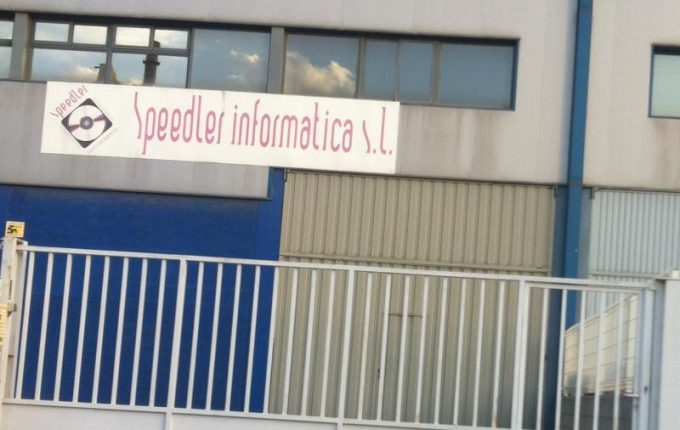 Speedler
Speedler informatica s.l.